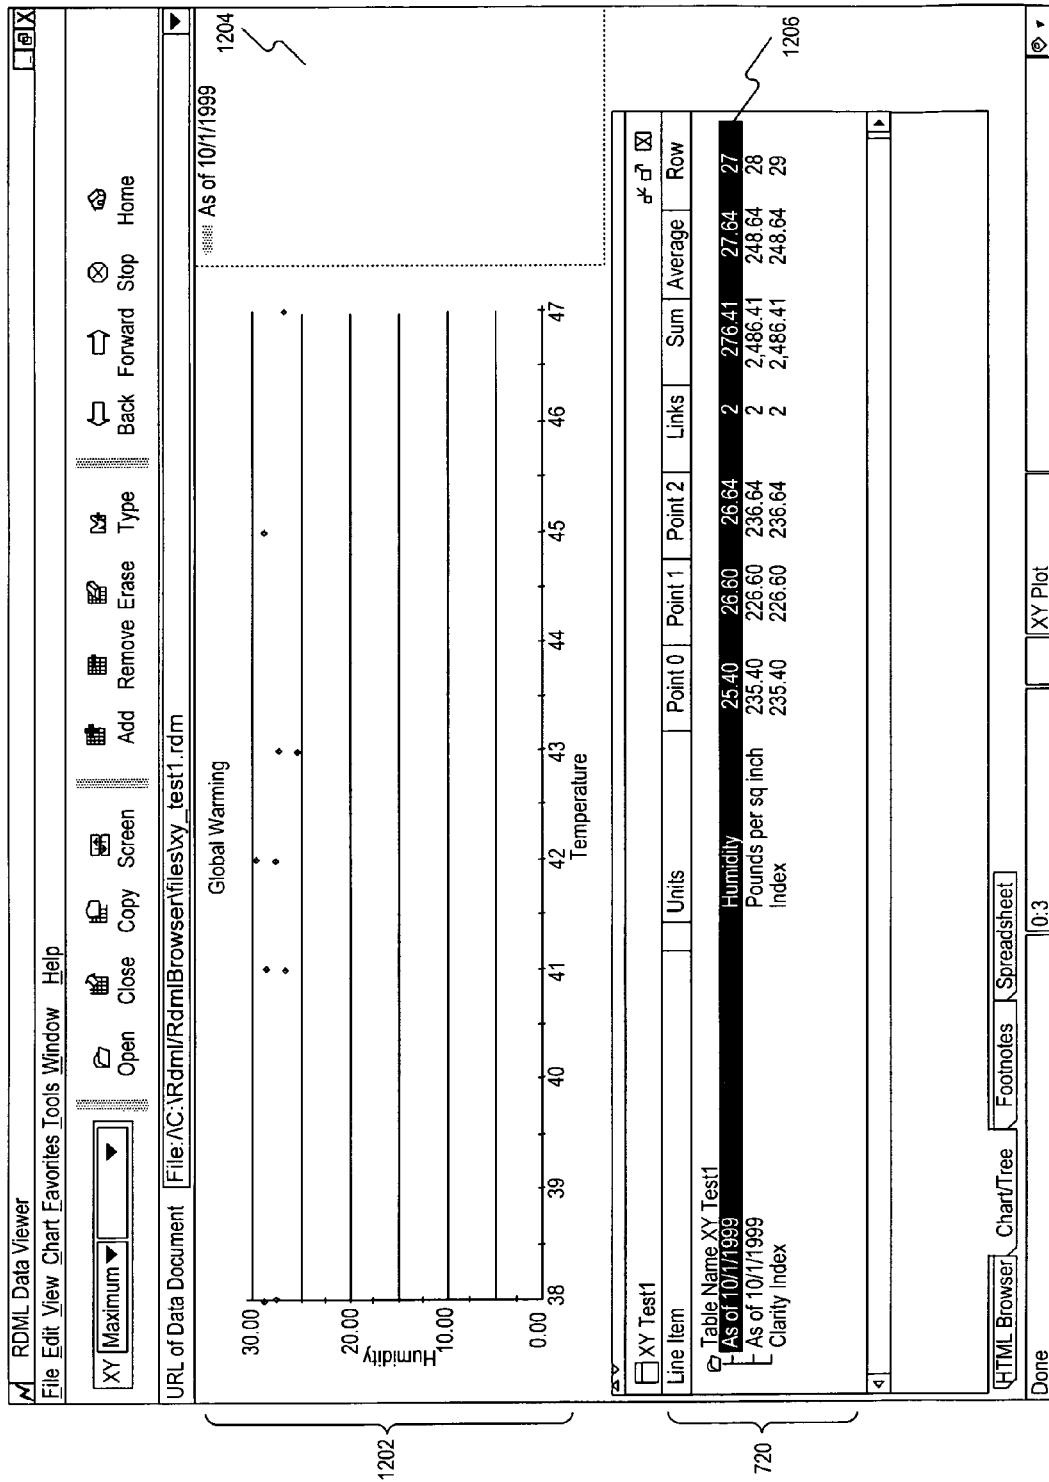 RDML Data Viewer
File Edit View Chart Favorites Tools Window Help
XY Maximum
Open Close Copy Screen Add Remove Erase Type Back Forward Stop Home
URL of Data Document File:/\C:\Rdml/RdmlBrowser\files\xy_test1.rdm
Global Warming
As of 10/1/1999
1204
1202
Humidity
30.00
20.00
10.00
0.00
38 39 40 41 42 43 44 45 46 47
Temperature
XY Test1
Line Item Units Point 0 Point 1 Point 2 Links Sum Average Row
Table Name XY Test1
As of 10/1/1999 Humidity 25.40 26.60 26.64 2 276.41 27.64 27
As of 10/1/1999 Pounds per sq inch 235.40 226.60 236.64 2 2,486.41 248.64 28
Clarity Index Index 235.40 226.60 236.64 2 2,486.41 248.64 29
1206
720
HTML Browser Chart/Tree Footnotes Spreadsheet
Done 0:3 XY Plot